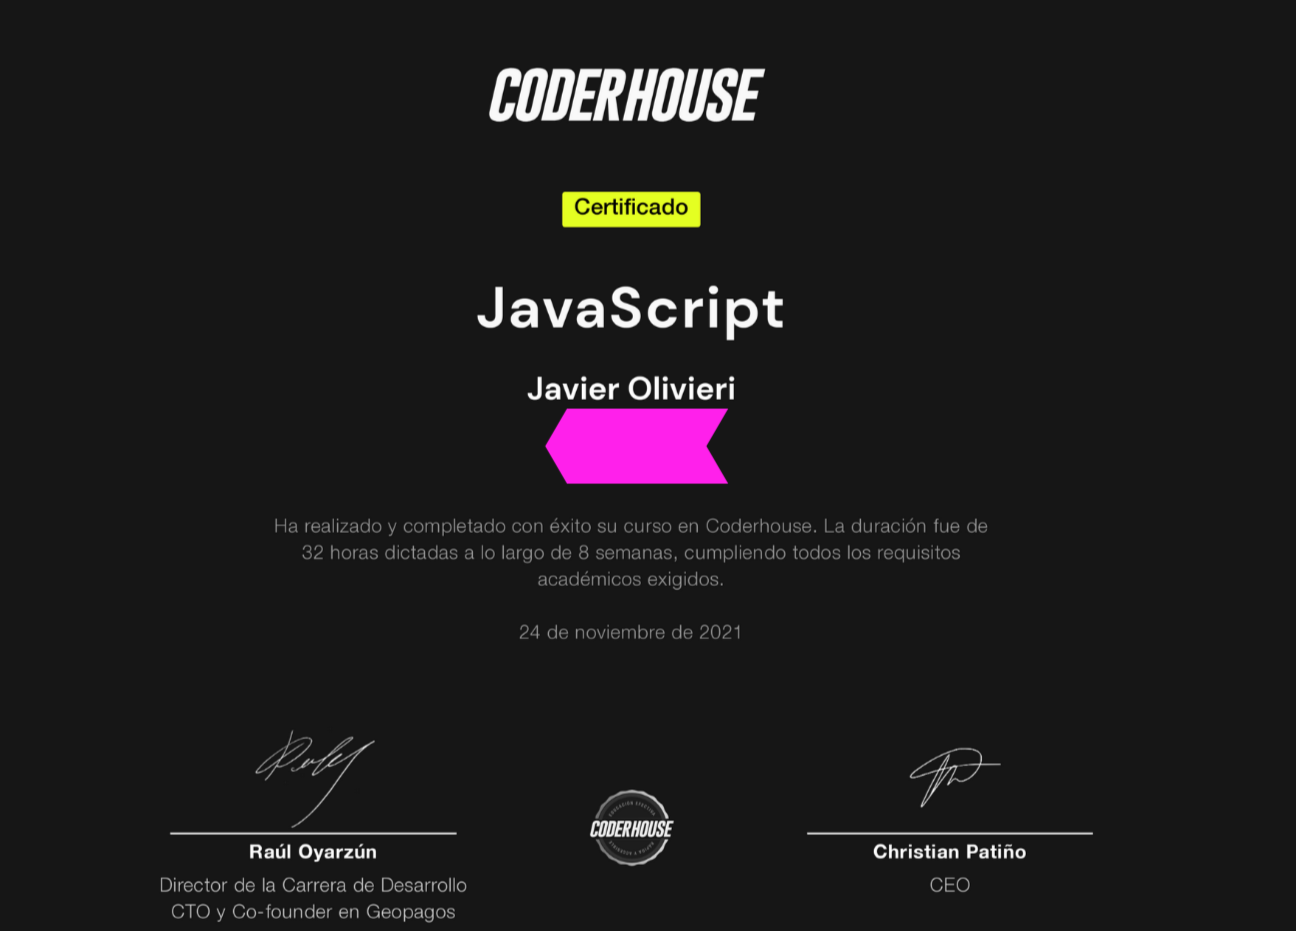 CODERHOUSE
Certificado
JavaScript
Javier Olivieri
Ha realizado y completado con éxito su curso en Coderhouse. La duración fue de
32 horas dictadas a lo largo de 8 semanas, cumpliendo todos los requisitos
académicos exigidos.
24 de noviembre de 2021
CODERHOUSE
Raúl Oyarzún
Director de la Carrera de Desarrollo
CTO y Co-founder en Geopagos
Christian Patiño
CEO